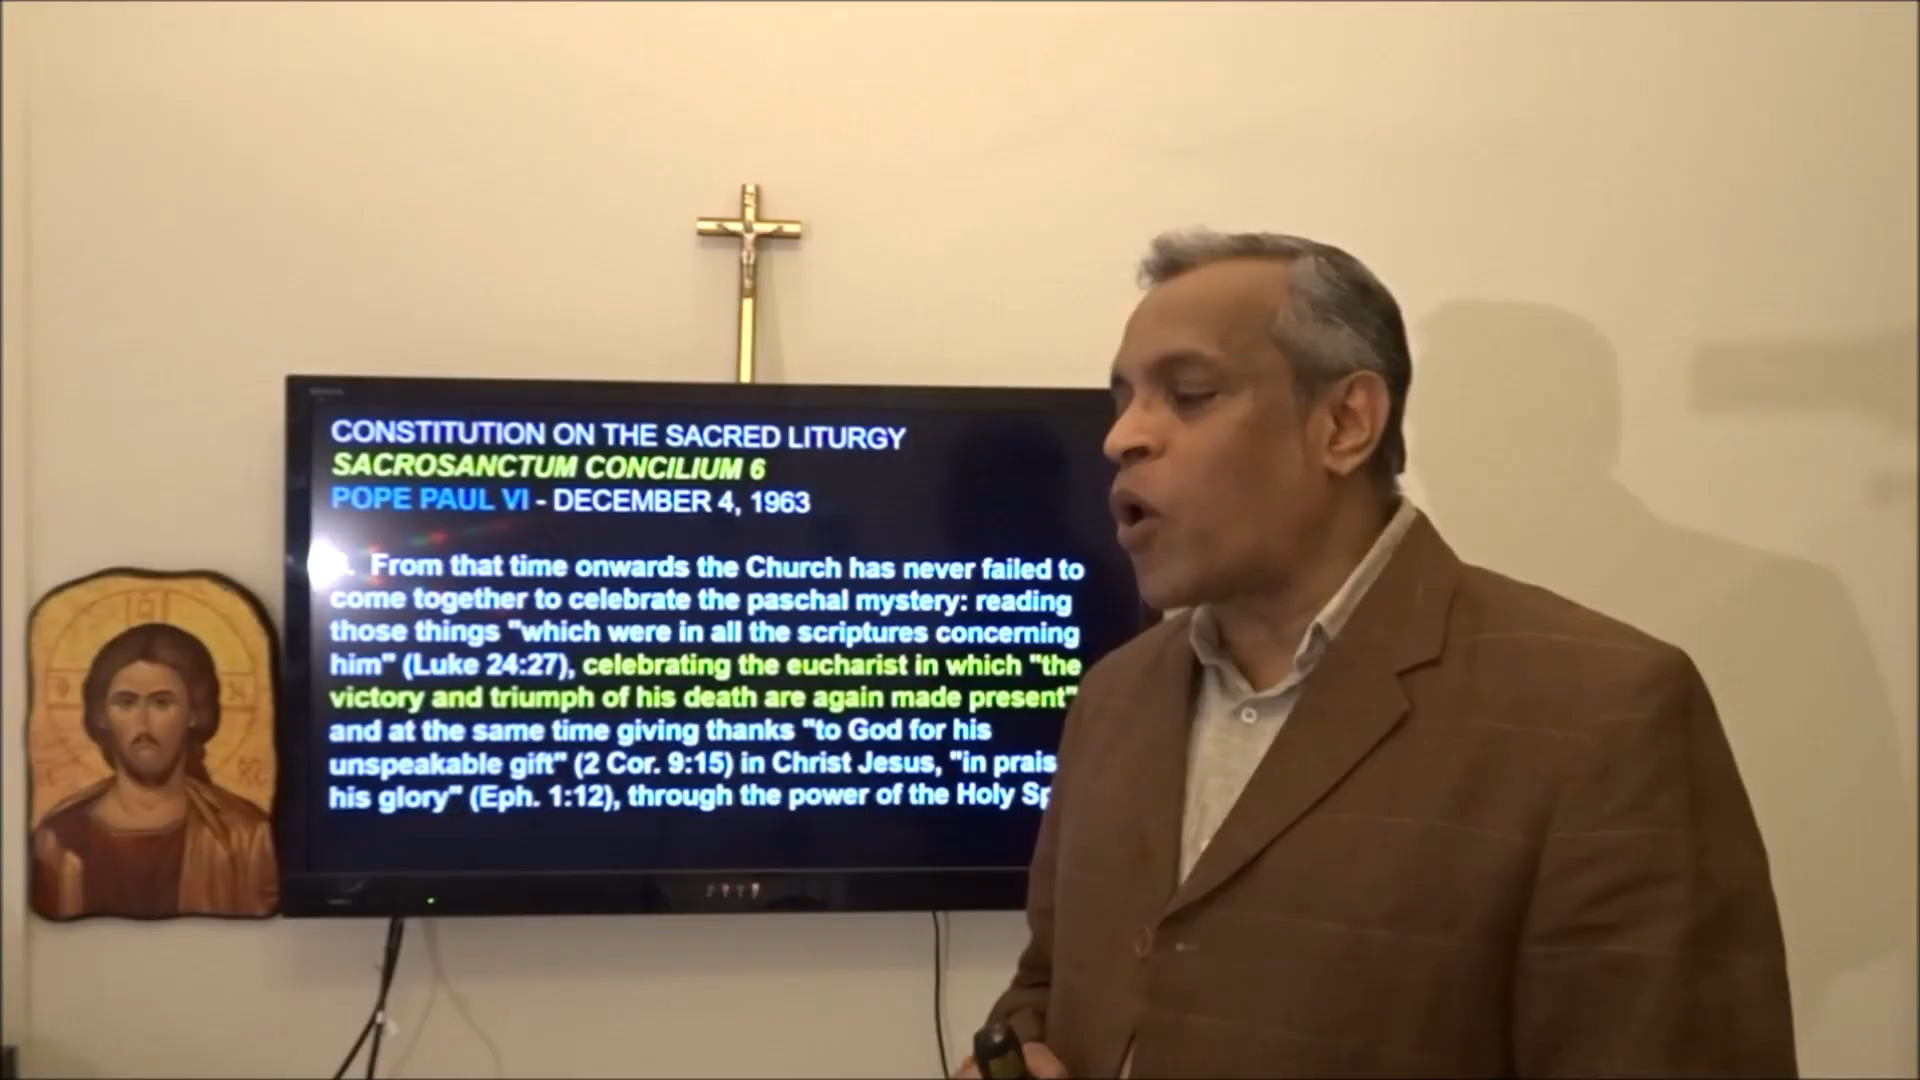 CONSTITUTION ON THE SACRED LITURGY
SACROSANCTUM CONCILIUM 6
POPE PAUL VI - DECEMBER 4, 1963
. From that time onwards the Church has never failed to
come together to celebrate the paschal mystery: reading
those things "which were in all the scriptures concerning
him" (Luke 24:27), celebrating the eucharist in which "the
victory and triumph of his death are again made present"
and at the same time giving thanks "to God for his
unspeakable gift" (2 Cor. 9:15) in Christ Jesus, "in prais
his glory" (Eph. 1:12), through the power of the Holy Sp